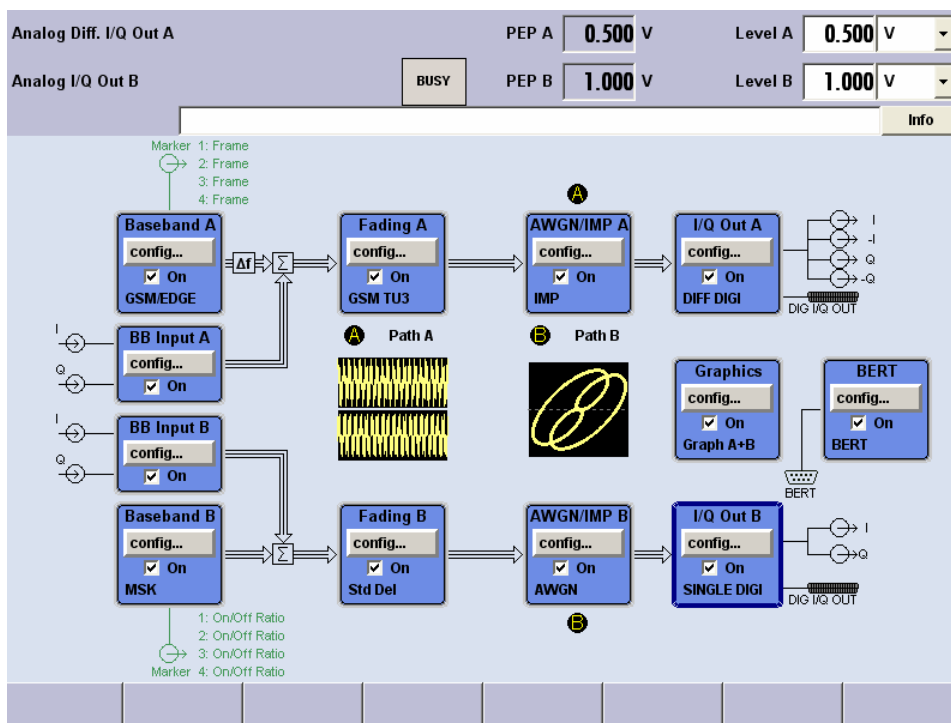 Analog Diff. I/Q Out A
PEP A 0.500 V
Level A 0.500 V
Analog I/Q Out B
BUSY
PEP B 1.000 V
Level B 1.000 V
Info
Marker 1: Frame
2: Frame
3: Frame
4: Frame
A
Baseband A
config...
On
GSM/EDGE
Δf
Σ
Fading A
config...
On
GSM TU3
AWGN/IMP A
config...
On
IMP
I/Q Out A
config...
On
DIFF DIGI
I
-I
Q
-Q
DIG I/Q OUT
I
Q
BB Input A
config...
On
A Path A
B Path B
Graphics
config...
On
Graph A+B
BERT
config...
On
BERT
BERT
I
Q
BB Input B
config...
On
Baseband B
config...
On
MSK
Σ
Fading B
config...
On
Std Del
AWGN/IMP B
config...
On
AWGN
I/Q Out B
config...
On
SINGLE DIGI
I
Q
DIG I/Q OUT
B
1: On/Off Ratio
2: On/Off Ratio
3: On/Off Ratio
Marker 4: On/Off Ratio